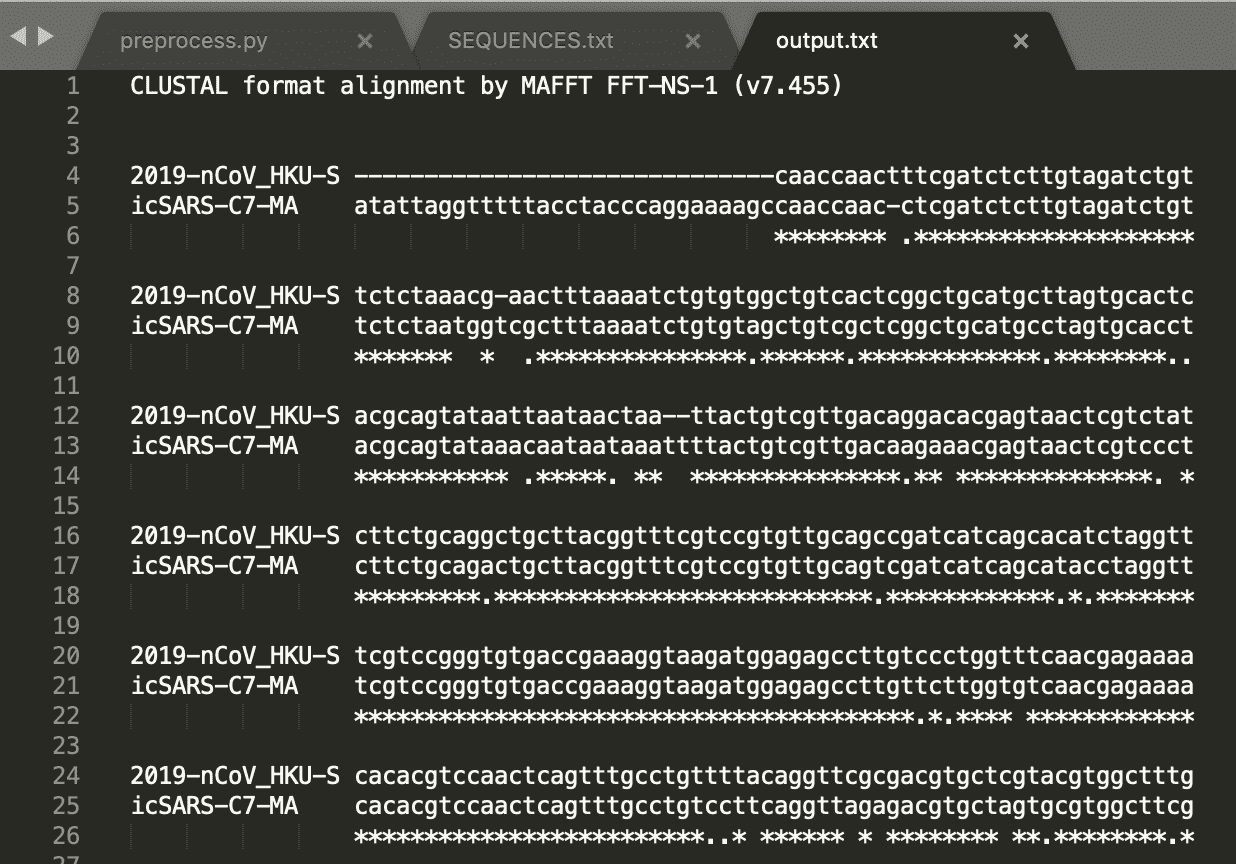 preprocess.py × SEQUENCES.txt × output.txt ×
1 CLUSTAL format alignment by MAFFT FFT-NS-1 (v7.455)
2
3
4 2019-nCoV_HKU-S ------------------------------caaccaactttcgatctcttgtagatctgt
5 icSARS-C7-MA    atattaggtttttacctacccaggaaaagccaaccaac-ctcgatctcttgtagatctgt
6                                               ******** .********************
7
8 2019-nCoV_HKU-S tctctaaacg-aactttaaaatctgtgtggctgtcactcggctgcatgcttagtgcactc
9 icSARS-C7-MA    tctctaatggtcgctttaaaatctgtgtagctgtcgctcggctgcatgcctagtgcacct
10                 *******  *  .***************.******.*************.********..
11
12 2019-nCoV_HKU-S acgcagtataattaataactaa--ttactgtcgttgacaggacacgagtaactcgtctat
13 icSARS-C7-MA    acgcagtataaacaataataaattttactgtcgttgacaagaaacgagtaactcgtccct
14                 *********** .*****. **  ***************.** **************. *
15
16 2019-nCoV_HKU-S cttctgcaggctgcttacggtttcgtccgtgttgcagccgatcatcagcacatctaggtt
17 icSARS-C7-MA    cttctgcagactgcttacggtttcgtccgtgttgcagtcgatcatcagcatacctaggtt
18                 *********.***************************.************.*.*******
19
20 2019-nCoV_HKU-S tcgtccgggtgtgaccgaaaggtaagatggagagccttgtccctggtttcaacgagaaaa
21 icSARS-C7-MA    tcgtccgggtgtgaccgaaaggtaagatggagagccttgttcttggtgtcaacgagaaaa
22                 ****************************************.*.**** ************
23
24 2019-nCoV_HKU-S cacacgtccaactcagtttgcctgttttacaggttcgcgacgtgctcgtacgtggctttg
25 icSARS-C7-MA    cacacgtccaactcagtttgcctgtccttcaggttagagacgtgctagtgcgtggcttcg
26                 *************************..* ****** * ******** **.********.*
27